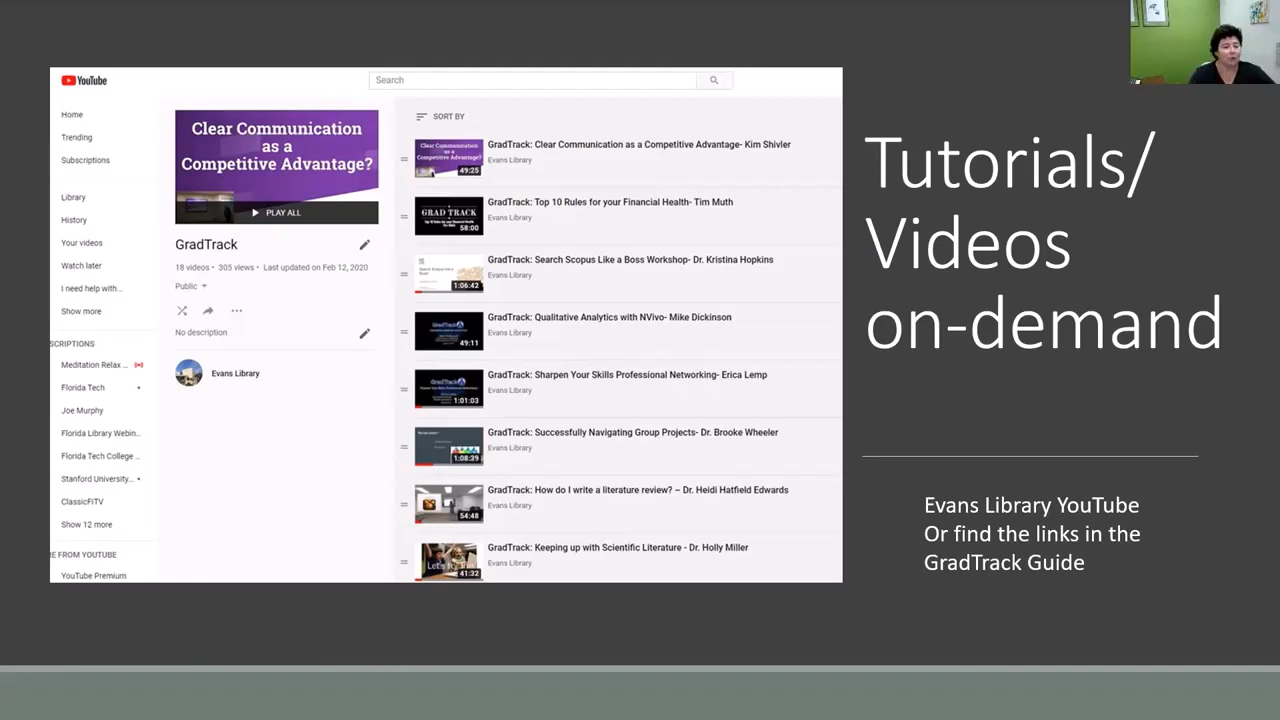 YouTube
Search
Home
Trending
Subscriptions
Library
History
Your videos
Watch later
I need help with...
Show more
SCRIPTIONS
Meditation Relax ...
Florida Tech
Joe Murphy
Florida Library Webin...
Florida Tech College ...
Stanford University...
ClassicFITV
Show 12 more
RE FROM YOUTUBE
YouTube Premium
Clear Communication
as a
Competitive Advantage?
PLAY ALL
GradTrack
18 videos • 305 views • Last updated on Feb 12, 2020
Public
No description
Evans Library
SORT BY
Clear Communication
as a
Competitive Advantage?
49:25
GradTrack: Clear Communication as a Competitive Advantage- Kim Shivler
Evans Library
GRAD TRACK
58:00
GradTrack: Top 10 Rules for your Financial Health- Tim Muth
Evans Library
1:06:42
GradTrack: Search Scopus Like a Boss Workshop- Dr. Kristina Hopkins
Evans Library
49:11
GradTrack: Qualitative Analytics with NVivo- Mike Dickinson
Evans Library
1:01:03
GradTrack: Sharpen Your Skills Professional Networking- Erica Lemp
Evans Library
1:08:39
GradTrack: Successfully Navigating Group Projects- Dr. Brooke Wheeler
Evans Library
54:48
GradTrack: How do I write a literature review? – Dr. Heidi Hatfield Edwards
Evans Library
41:32
GradTrack: Keeping up with Scientific Literature - Dr. Holly Miller
Evans Library
Tutorials/
Videos
on-demand
Evans Library YouTube
Or find the links in the
GradTrack Guide